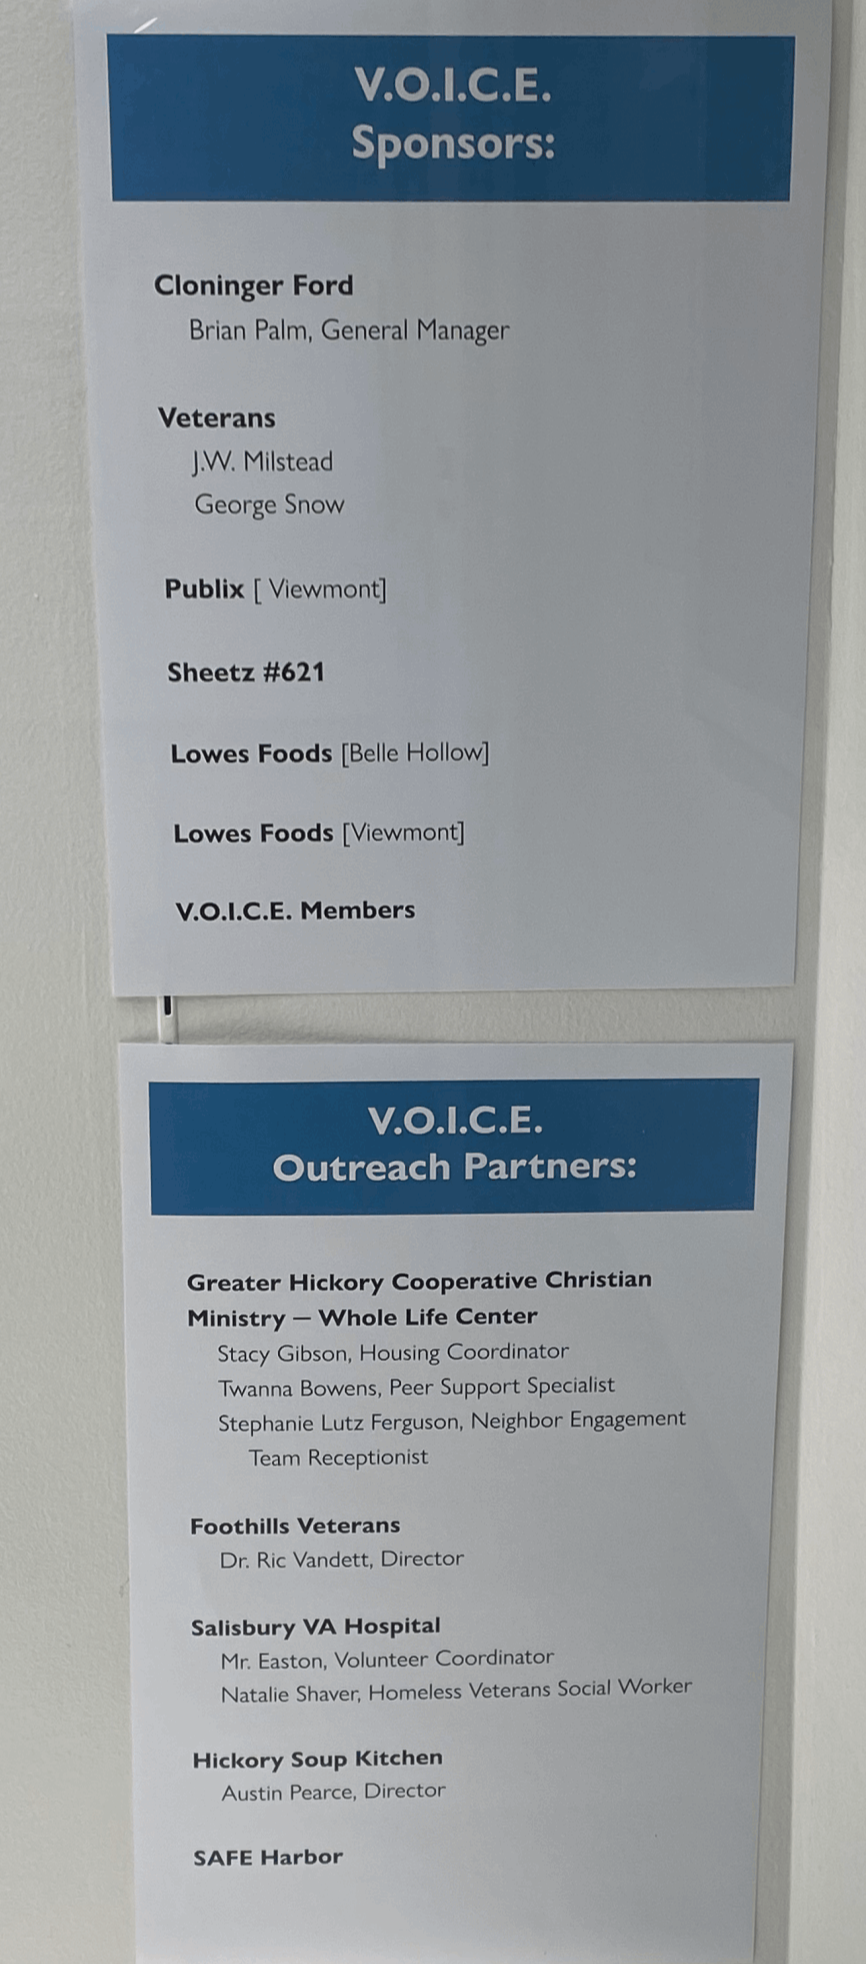 V.O.I.C.E.
Sponsors:
Cloninger Ford
Brian Palm, General Manager
Veterans
J.W. Milstead
George Snow
Publix [ Viewmont]
Sheetz #621
Lowes Foods [Belle Hollow]
Lowes Foods [Viewmont]
V.O.I.C.E. Members
V.O.I.C.E.
Outreach Partners:
Greater Hickory Cooperative Christian
Ministry – Whole Life Center
Stacy Gibson, Housing Coordinator
Twanna Bowens, Peer Support Specialist
Stephanie Lutz Ferguson, Neighbor Engagement
Team Receptionist
Foothills Veterans
Dr. Ric Vandett, Director
Salisbury VA Hospital
Mr. Easton, Volunteer Coordinator
Natalie Shaver, Homeless Veterans Social Worker
Hickory Soup Kitchen
Austin Pearce, Director
SAFE Harbor